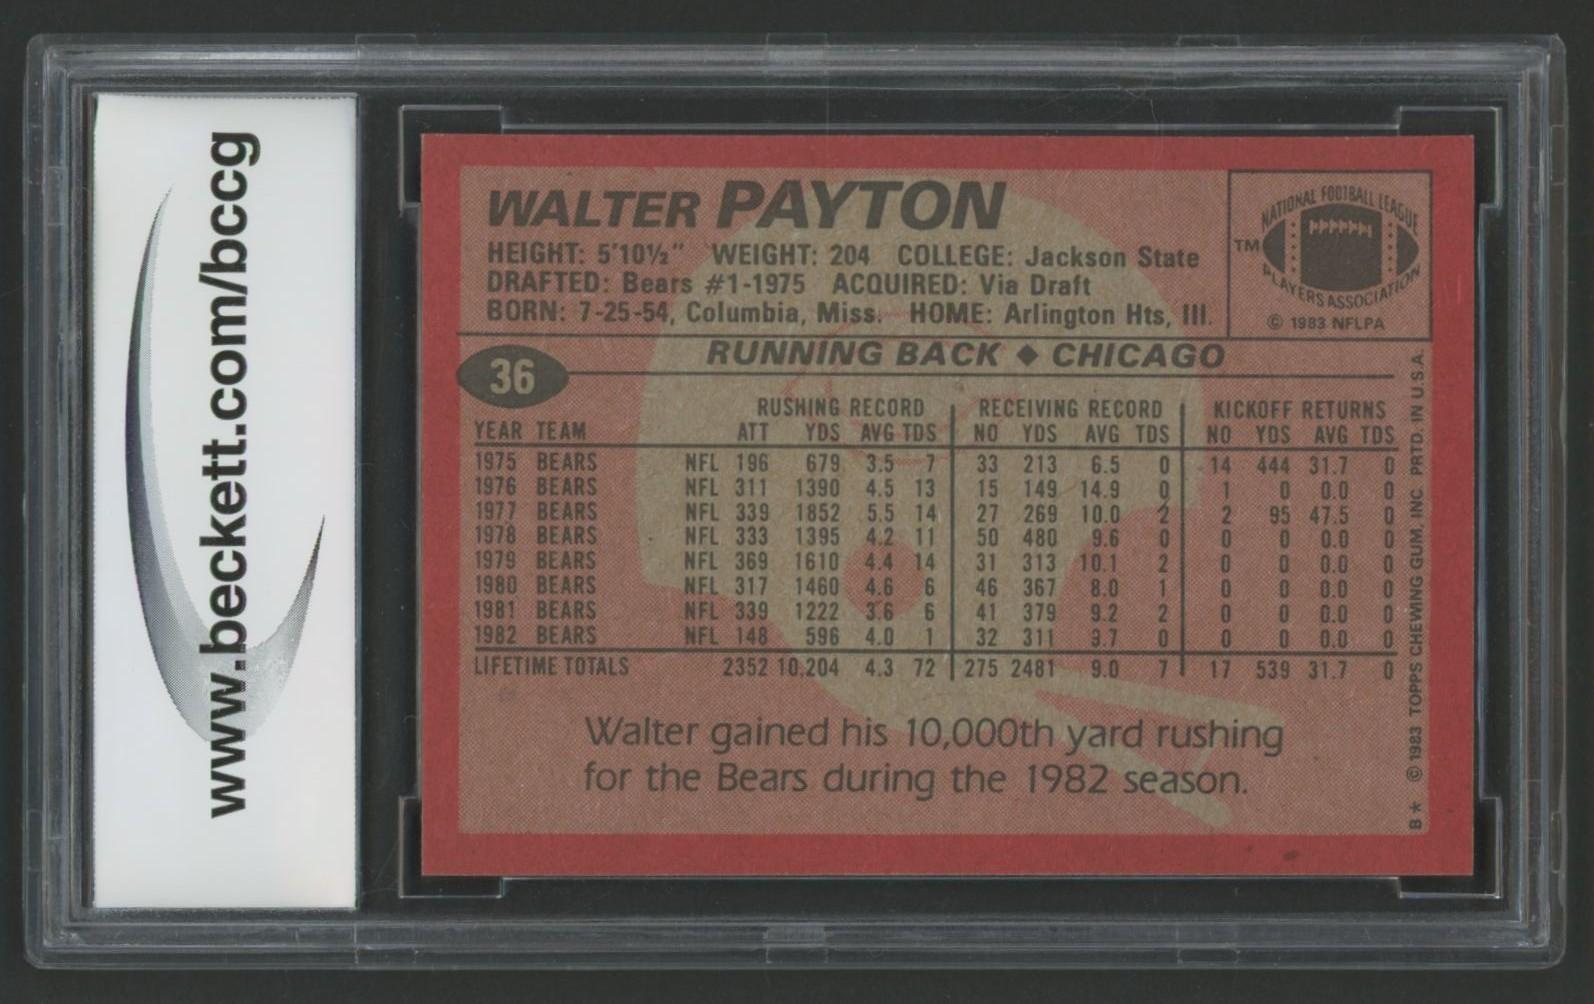 www.beckett.com/bccg
WALTER PAYTON
HEIGHT: 5'10½" WEIGHT: 204 COLLEGE: Jackson State
DRAFTED: Bears #1-1975 ACQUIRED: Via Draft
BORN: 7-25-54, Columbia, Miss. HOME: Arlington Hts, Ill.
NATIONAL FOOTBALL LEAGUE
TM
PLAYERS ASSOCIATION
© 1983 NFLPA
RUNNING BACK ◆ CHICAGO
36
RUSHING RECORD RECEIVING RECORD KICKOFF RETURNS
YEAR TEAM ATT YDS AVG TDS NO YDS AVG TDS NO YDS AVG TDS
1975 BEARS NFL 196 679 3.5 7 33 213 6.5 0 14 444 31.7 0
1976 BEARS NFL 311 1390 4.5 13 15 149 14.9 0 1 0 0.0 0
1977 BEARS NFL 339 1852 5.5 14 27 269 10.0 2 2 95 47.5 0
1978 BEARS NFL 333 1395 4.2 11 50 480 9.6 0 0 0 0.0 0
1979 BEARS NFL 369 1610 4.4 14 31 313 10.1 2 0 0 0.0 0
1980 BEARS NFL 317 1460 4.6 6 46 367 8.0 1 0 0 0.0 0
1981 BEARS NFL 339 1222 3.6 6 41 379 9.2 2 0 0 0.0 0
1982 BEARS NFL 148 596 4.0 1 32 311 9.7 0 0 0 0.0 0
LIFETIME TOTALS 2352 10,204 4.3 72 275 2481 9.0 7 17 539 31.7 0
Walter gained his 10,000th yard rushing
for the Bears during the 1982 season.
B* © 1983 TOPPS CHEWING GUM, INC. PRTD. IN U.S.A.